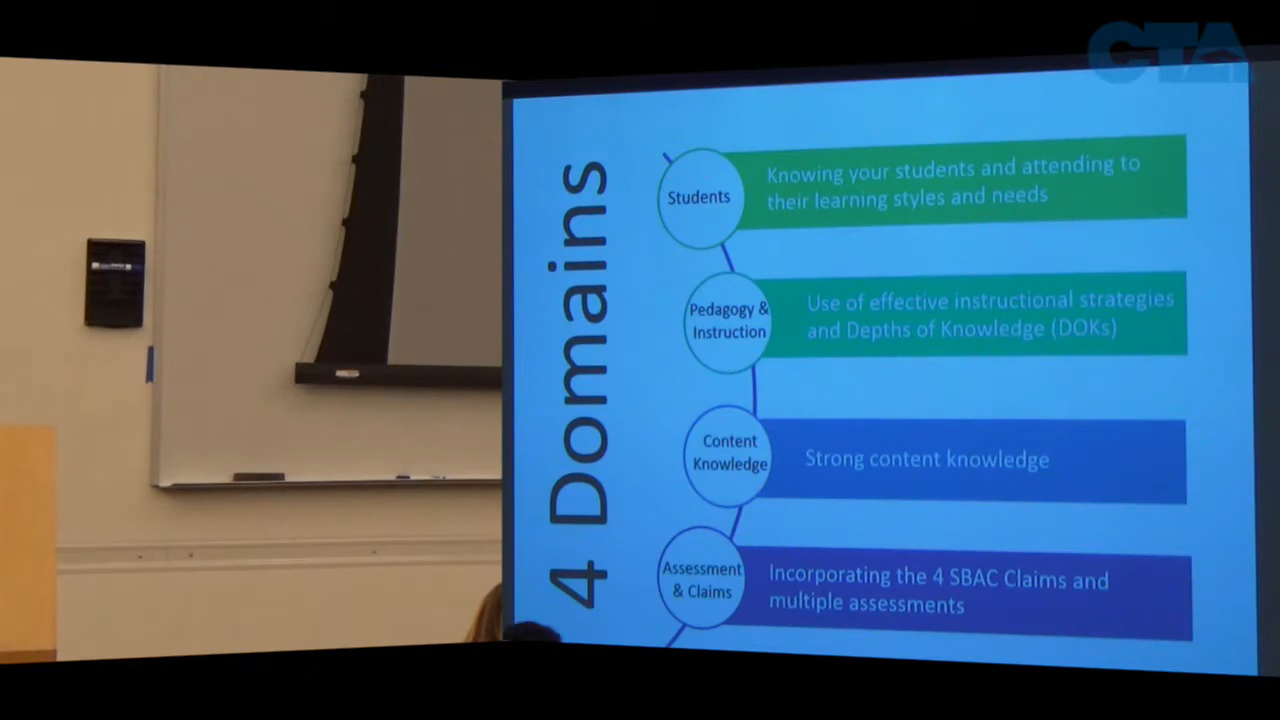 CTA
4 Domains
Students
Knowing your students and attending to
their learning styles and needs
Pedagogy &
Instruction
Use of effective instructional strategies
and Depths of Knowledge (DOKs)
Content
Knowledge
Strong content knowledge
Assessment
& Claims
Incorporating the 4 SBAC Claims and
multiple assessments